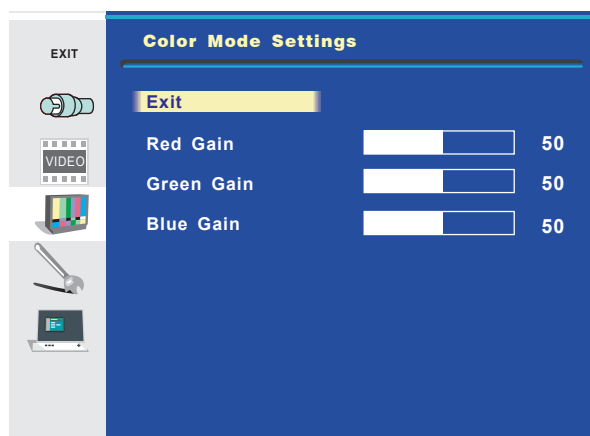 EXIT
Color Mode Settings
Exit
Red Gain 50
VIDEO
Green Gain 50
Blue Gain 50